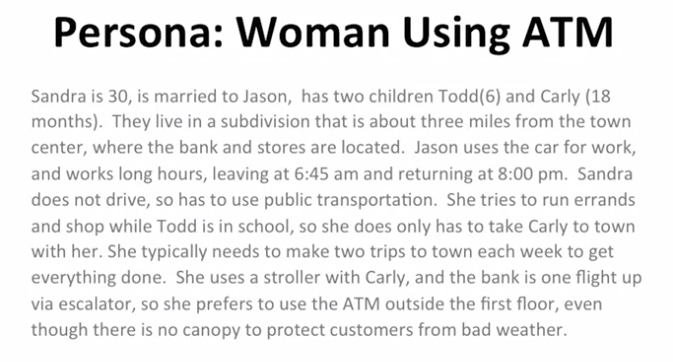 Persona: Woman Using ATM
Sandra is 30, is married to Jason,  has two children Todd(6) and Carly (18
months).  They live in a subdivision that is about three miles from the town
center, where the bank and stores are located.  Jason uses the car for work,
and works long hours, leaving at 6:45 am and returning at 8:00 pm.  Sandra
does not drive, so has to use public transportation.  She tries to run errands
and shop while Todd is in school, so she does only has to take Carly to town
with her. She typically needs to make two trips to town each week to get
everything done.  She uses a stroller with Carly, and the bank is one flight up
via escalator, so she prefers to use the ATM outside the first floor, even
though there is no canopy to protect customers from bad weather.